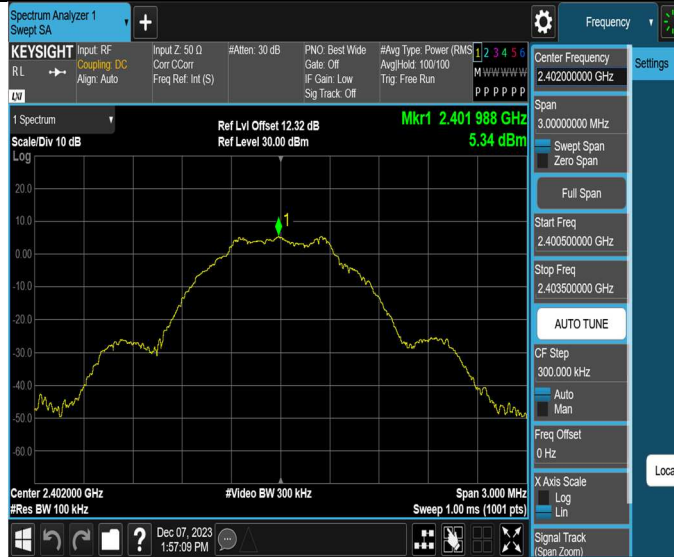 Spectrum Analyzer 1
Swept SA
+
Frequency
KEYSIGHT
RL
LXI
Input: RF
Coupling: DC
Align: Auto
Input Z: 50 Ω
Corr CCorr
Freq Ref: Int (S)
#Atten: 30 dB
PNO: Best Wide
Gate: Off
IF Gain: Low
Sig Track: Off
#Avg Type: Power (RMS
Avg|Hold: 100/100
Trig: Free Run
1 2 3 4 5 6
M W W W W W
P P P P P P
1 Spectrum
Scale/Div 10 dB
Log
Ref Lvl Offset 12.32 dB
Ref Level 30.00 dBm
Mkr1 2.401 988 GHz
5.34 dBm
1
20.0
10.0
0.00
-10.0
-20.0
-30.0
-40.0
-50.0
-60.0
Center 2.402000 GHz
#Res BW 100 kHz
#Video BW 300 kHz
Span 3.000 MHz
Sweep 1.00 ms (1001 pts)
Dec 07, 2023
1:57:09 PM
Center Frequency
2.402000000 GHz
Settings
Span
3.00000000 MHz
Swept Span
Zero Span
Full Span
Start Freq
2.400500000 GHz
Stop Freq
2.403500000 GHz
AUTO TUNE
CF Step
300.000 kHz
Auto
Man
Freq Offset
0 Hz
X Axis Scale
Log
Lin
Loca
Signal Track
(Span Zoom)